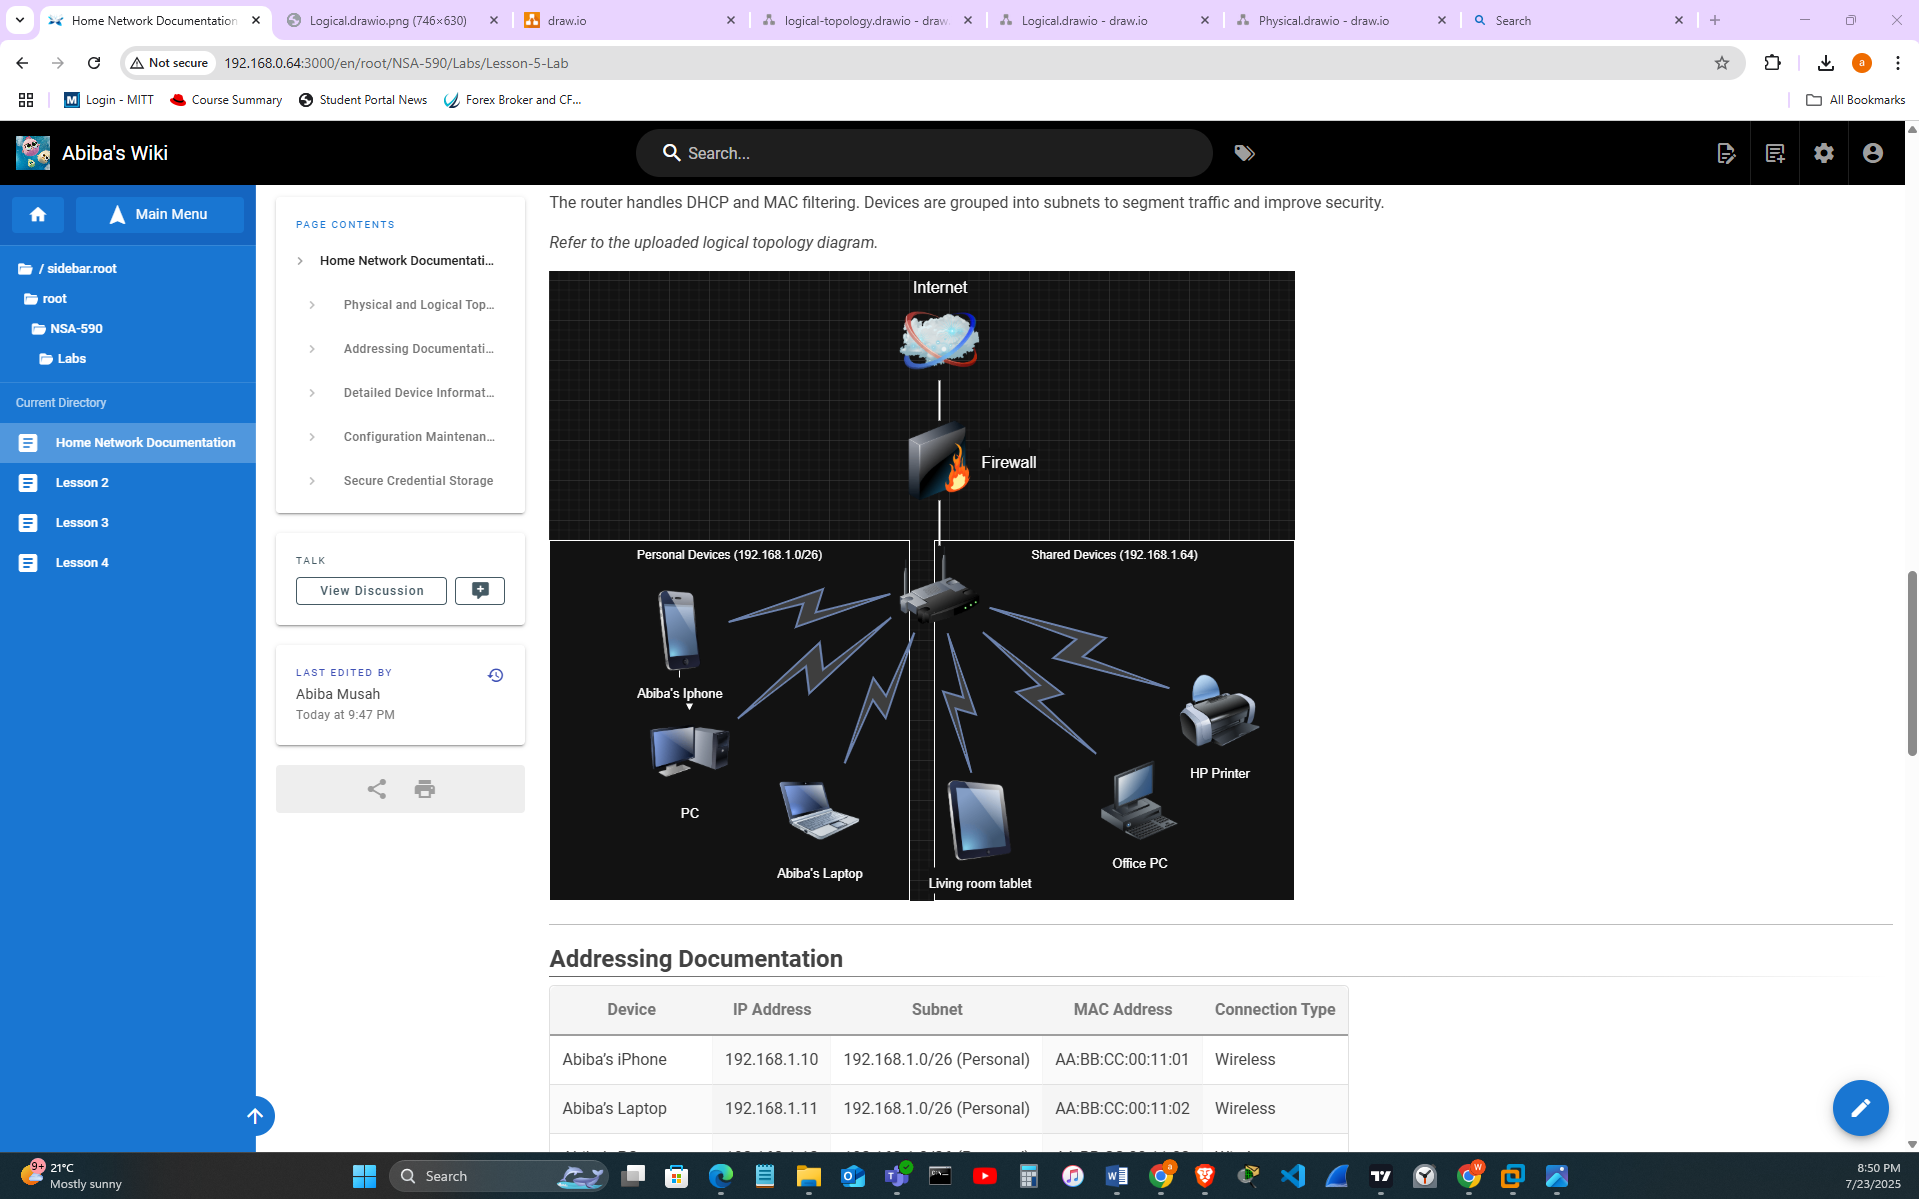 Home Network Documentation
Logical.drawio.png (746×630)
draw.io
logical-topology.drawio - draw
Logical.drawio - draw.io
Physical.drawio - draw.io
Search
Not secure
192.168.0.64:3000/en/root/NSA-590/Labs/Lesson-5-Lab
a
Login - MITT
Course Summary
Student Portal News
Forex Broker and CF...
All Bookmarks
Abiba's Wiki
Search...
Main Menu
/ sidebar.root
root
NSA-590
Labs
Current Directory
Home Network Documentation
Lesson 2
Lesson 3
Lesson 4
PAGE CONTENTS
Home Network Documentati...
Physical and Logical Top...
Addressing Documentati...
Detailed Device Informat...
Configuration Maintenan...
Secure Credential Storage
TALK
View Discussion
LAST EDITED BY
Abiba Musah
Today at 9:47 PM
The router handles DHCP and MAC filtering. Devices are grouped into subnets to segment traffic and improve security.
Refer to the uploaded logical topology diagram.
Internet
Firewall
Personal Devices (192.168.1.0/26)
Shared Devices (192.168.1.64)
Abiba's Iphone
PC
Abiba's Laptop
HP Printer
Office PC
Living room tablet
Addressing Documentation
Device IP Address Subnet MAC Address Connection Type
Abiba's iPhone 192.168.1.10 192.168.1.0/26 (Personal) AA:BB:CC:00:11:01 Wireless
Abiba's Laptop 192.168.1.11 192.168.1.0/26 (Personal) AA:BB:CC:00:11:02 Wireless
9+
21°C
Mostly sunny
Search
8:50 PM
7/23/2025